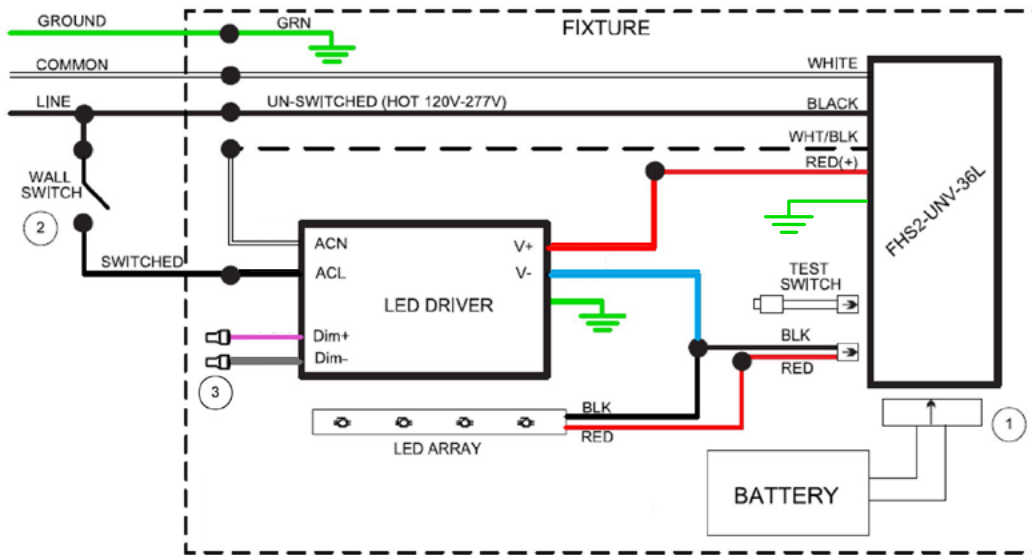 GROUND
GRN
FIXTURE
COMMON
WHITE
LINE
UN-SWITCHED (HOT 120V-277V)
BLACK
WHT/BLK
RED(+)
WALL
SWITCH
2
FHS2-UNV-36L
ACN
V+
SWITCHED
ACL
V-
TEST
SWITCH
LED DRIVER
Dim+
BLK
Dim-
RED
3
BLK
RED
1
LED ARRAY
BATTERY